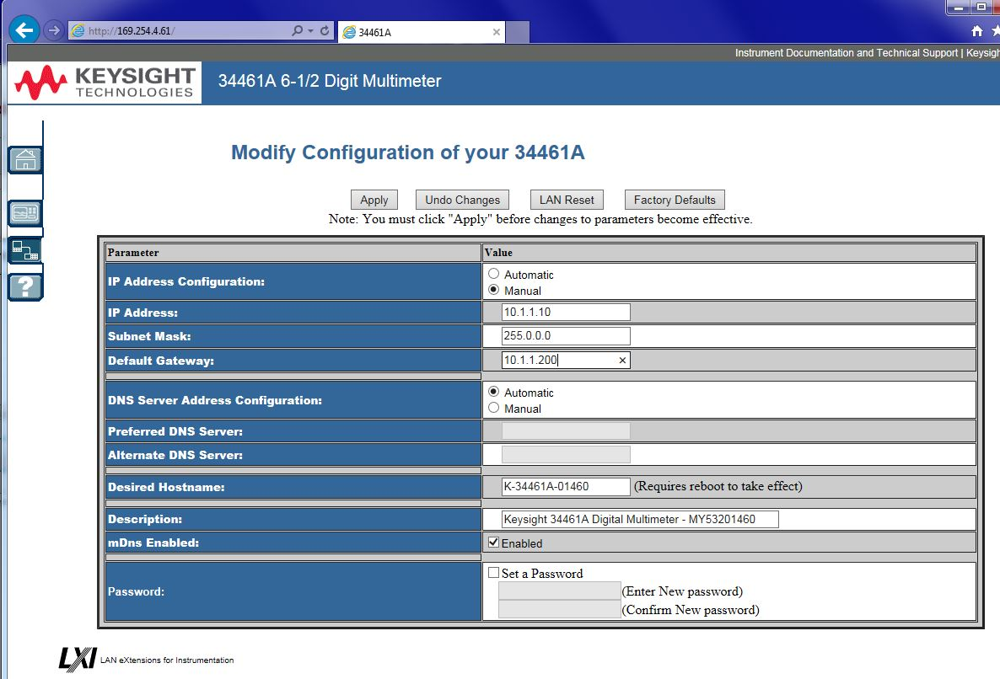 http://169.254.4.61/
34461A
Instrument Documentation and Technical Support | Keysigh
KEYSIGHT
TECHNOLOGIES
34461A 6-1/2 Digit Multimeter
Modify Configuration of your 34461A
Apply Undo Changes LAN Reset Factory Defaults
Note: You must click "Apply" before changes to parameters become effective.
Parameter Value
IP Address Configuration: Automatic
Manual
IP Address: 10.1.1.10
Subnet Mask: 255.0.0.0
Default Gateway: 10.1.1.200
DNS Server Address Configuration: Automatic
Manual
Preferred DNS Server:
Alternate DNS Server:
Desired Hostname: K-34461A-01460 (Requires reboot to take effect)
Description: Keysight 34461A Digital Multimeter - MY53201460
mDns Enabled: Enabled
Password: Set a Password
(Enter New password)
(Confirm New password)
LXI LAN eXtensions for Instrumentation